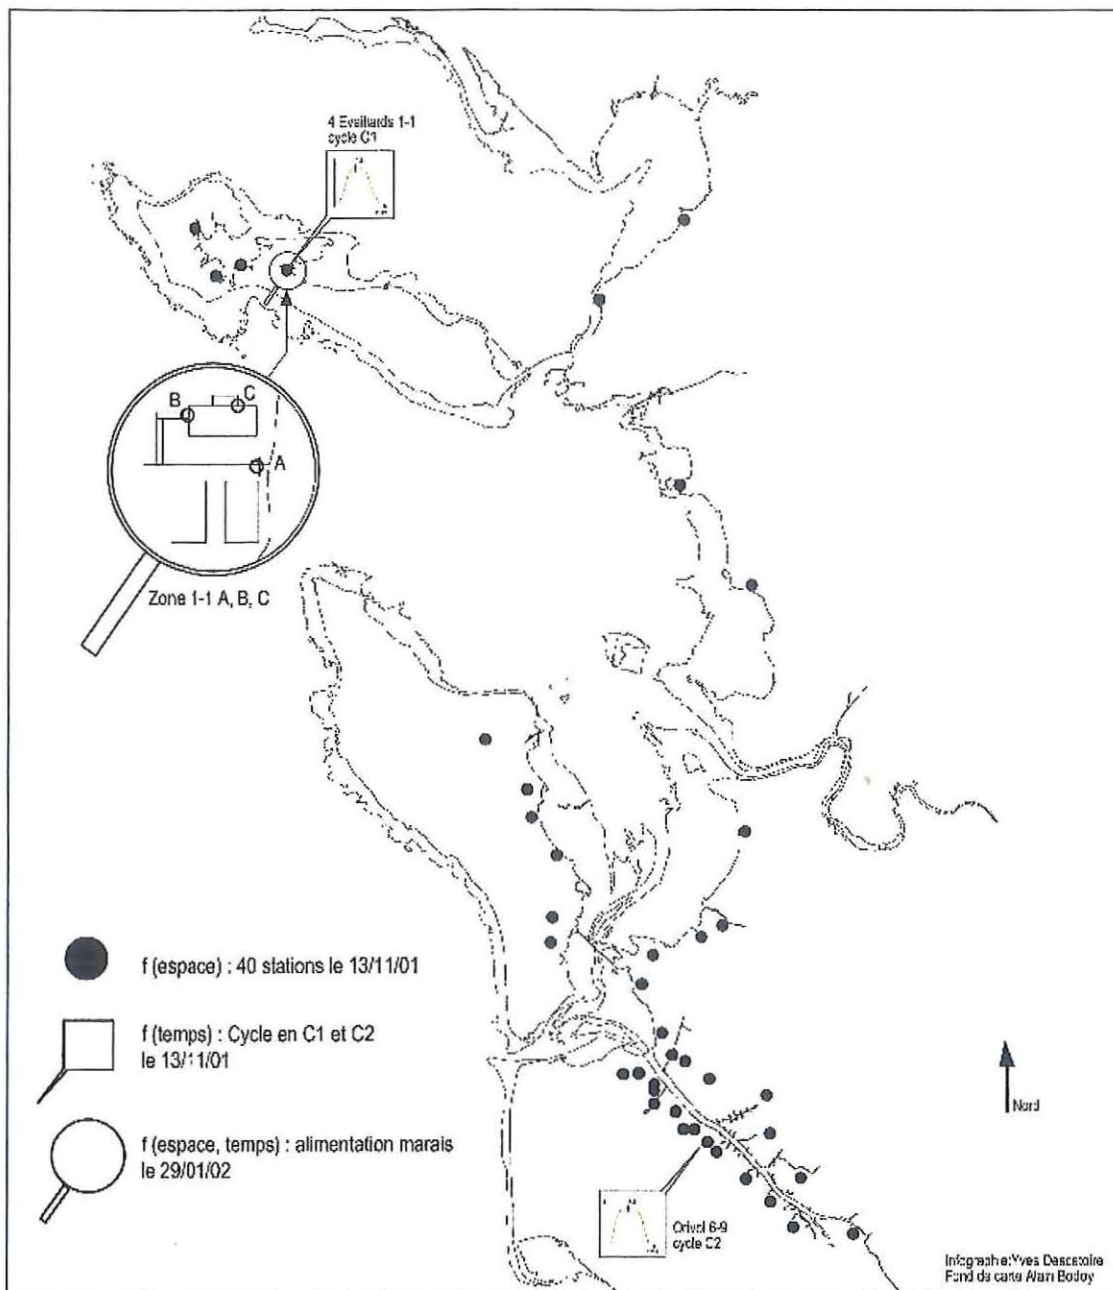 4 Evaillards 1-1
cycle C1
B
C
A
Zone 1-1 A, B, C
f (espace) : 40 stations le 13/11/01
f (temps) : Cycle en C1 et C2
le 13/11/01
f (espace, temps) : alimentation marais
le 29/01/02
Nord
Orivol 6-9
cycle C2
Infographie:Yves Descatoire
Fond de carte Alain Bodoy